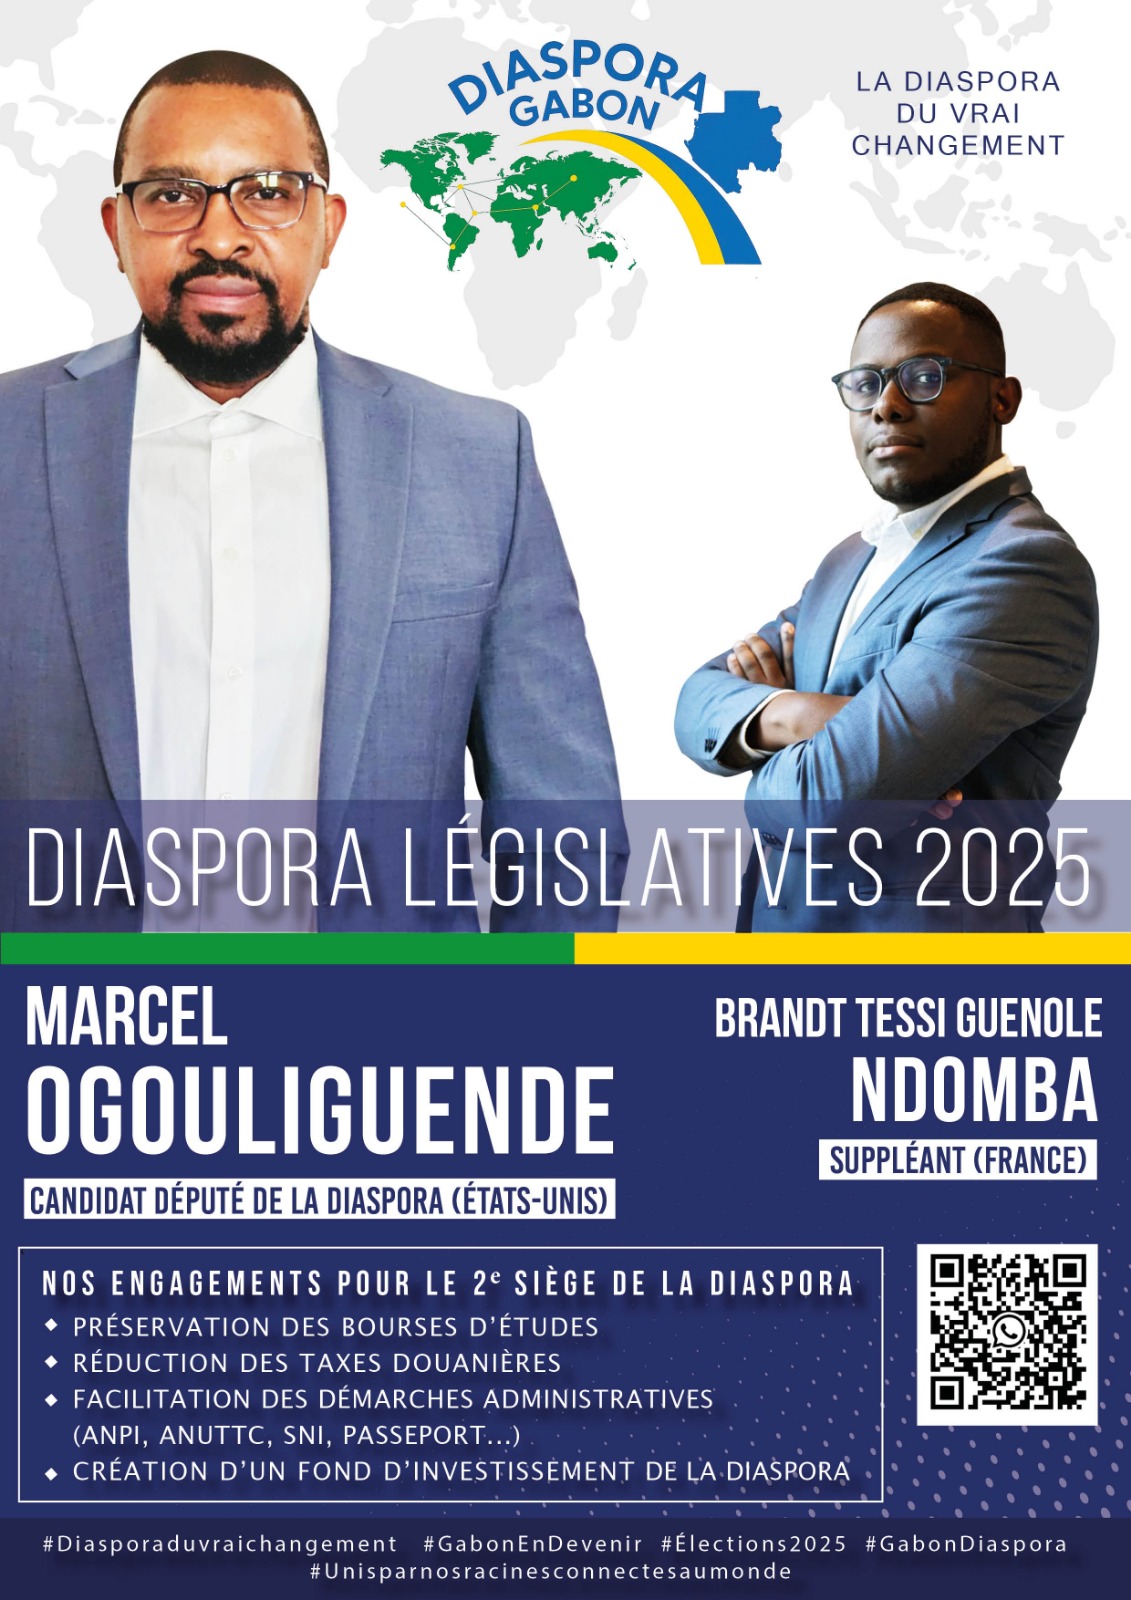 DIASPORA
GABON
LA DIASPORA
DU VRAI
CHANGEMENT
DIASPORA LÉGISLATIVES 2025
MARCEL
OGOULIGUENDE
CANDIDAT DÉPUTÉ DE LA DIASPORA (ÉTATS-UNIS)
BRANDT TESSI GUENOLE
NDOMBA
SUPPLÉANT (FRANCE)
NOS ENGAGEMENTS POUR LE 2e SIÈGE DE LA DIASPORA
◆ PRÉSERVATION DES BOURSES D'ÉTUDES
◆ RÉDUCTION DES TAXES DOUANIÈRES
◆ FACILITATION DES DÉMARCHES ADMINISTRATIVES
(ANPI, ANUTTC, SNI, PASSEPORT...)
◆ CRÉATION D'UN FOND D'INVESTISSEMENT DE LA DIASPORA
#Diasporaduvraichangement #GabonEnDevenir #Élections2025 #GabonDiaspora
#Unisparnosracinesconnectesaumonde